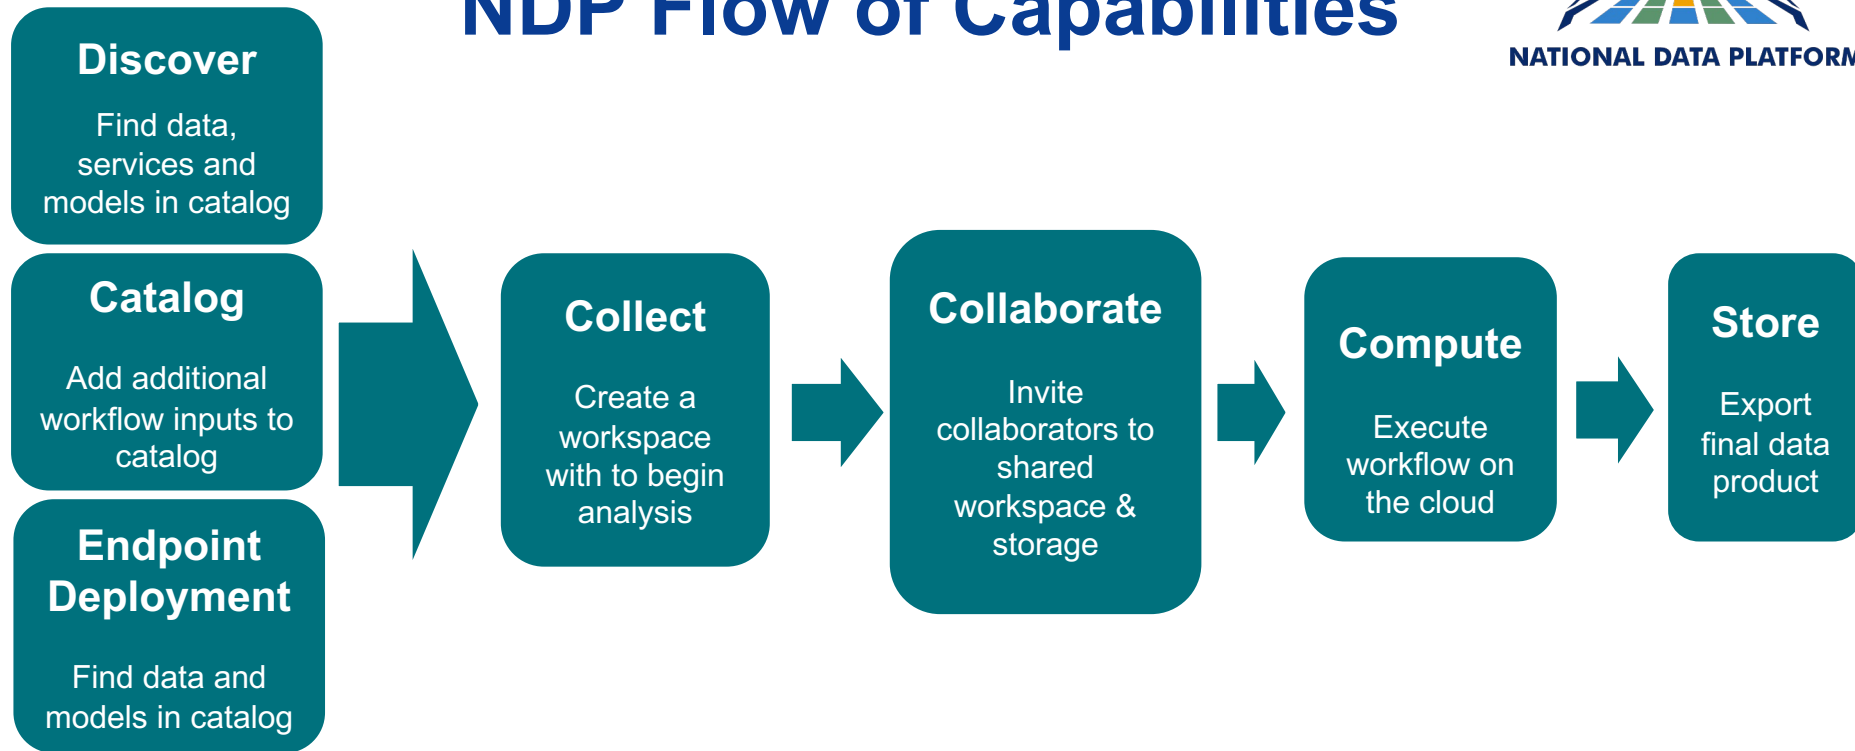 NDP Flow of Capabilities
NATIONAL DATA PLATFORM
Discover
Find data,
services and
models in catalog
Catalog
Add additional
workflow inputs to
catalog
Endpoint
Deployment
Find data and
models in catalog
Collect
Create a
workspace
with to begin
analysis
Collaborate
Invite
collaborators to
shared
workspace &
storage
Compute
Execute
workflow on
the cloud
Store
Export
final data
product